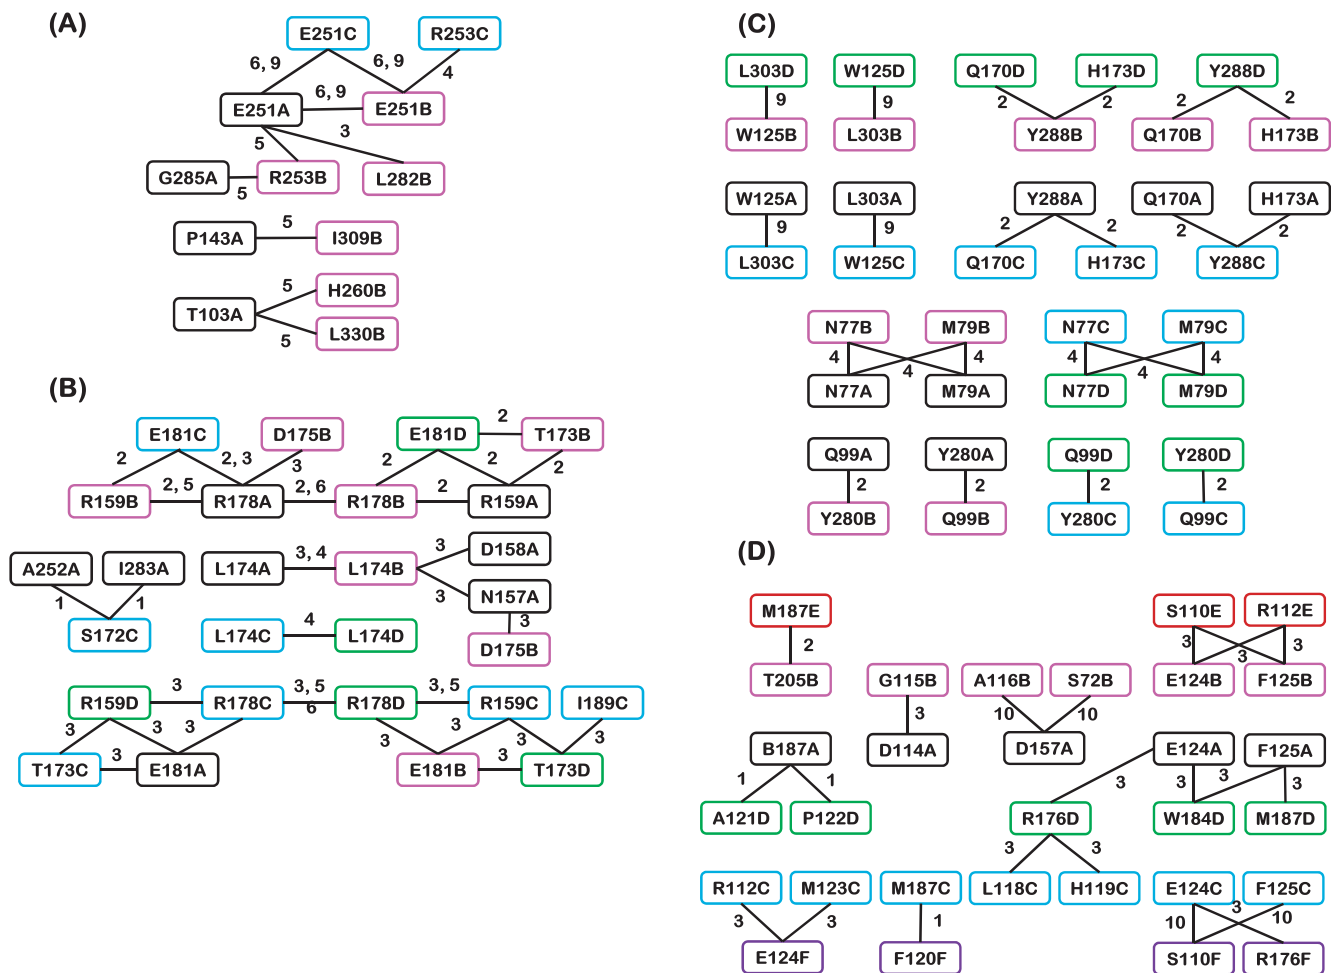 (A)
E251C R253C
6, 9 6, 9 4
E251A 6, 9 E251B
5 3
G285A 5 R253B L282B
P143A 5 I309B
T103A 5 H260B
5 L330B
(B)
E181C D175B E181D 2 T173B
2 2, 3 3 2 2 2
R159B 2, 5 R178A 2, 6 R178B 2 R159A
A252A I283A L174A 3, 4 L174B 3 D158A
1 1 3 N157A
S172C L174C 4 L174D 3
D175B
R159D 3 R178C 3, 5 6 R178D 3, 5 R159C I189C
3 3 3 3 3 3 3
T173C 3 E181A E181B 3 T173D
(C)
L303D W125D Q170D H173D Y288D
9 9 2 2 2 2
W125B L303B Y288B Q170B H173B
W125A L303A Y288A Q170A H173A
9 9 2 2 2 2
L303C W125C Q170C H173C Y288C
N77B M79B N77C M79C
4 4 4 4 4 4
N77A M79A N77D M79D
Q99A Y280A Q99D Y280D
2 2 2 2
Y280B Q99B Y280C Q99C
(D)
M187E S110E R112E
2 3 3 3
T205B G115B A116B S72B E124B F125B
3 10 10
B187A D114A D157A E124A F125A
1 1 3 3 3 3
A121D P122D R176D W184D M187D
3 3
R112C M123C M187C L118C H119C E124C F125C
3 3 1 10 3 10
E124F F120F S110F R176F